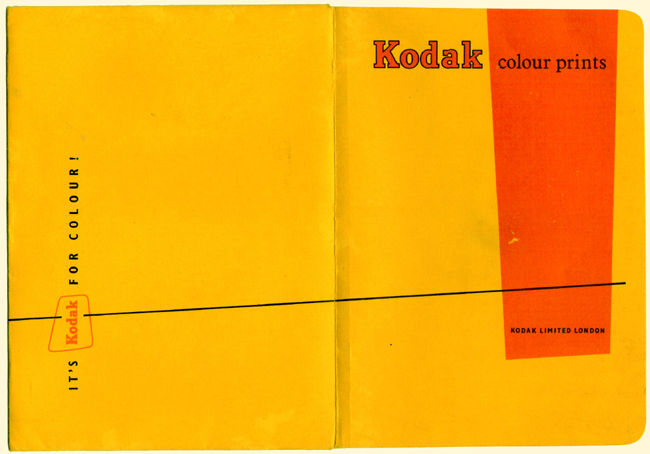 Kodak colour prints
KODAK LIMITED LONDON
IT'S Kodak FOR COLOUR!